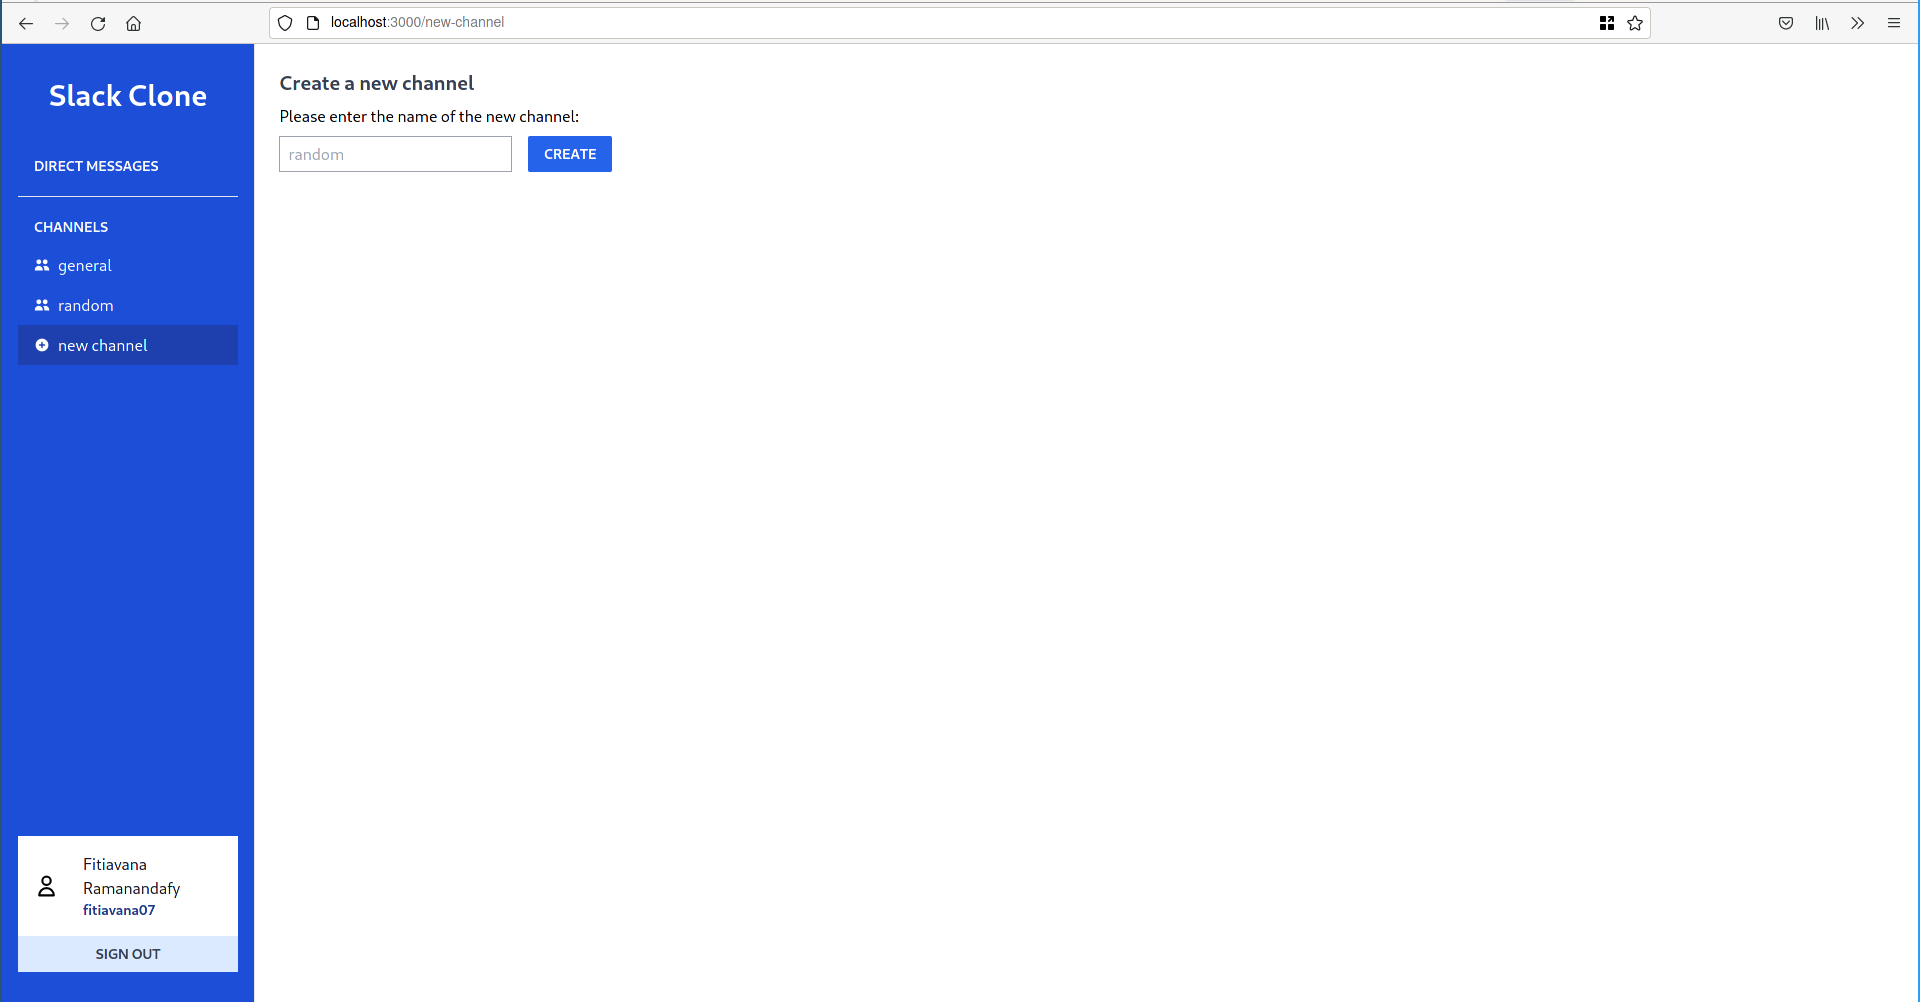 localhost:3000/new-channel
Slack Clone
DIRECT MESSAGES
CHANNELS
general
random
new channel
Create a new channel
Please enter the name of the new channel:
random
CREATE
Fitiavana
Ramanandafy
fitiavana07
SIGN OUT